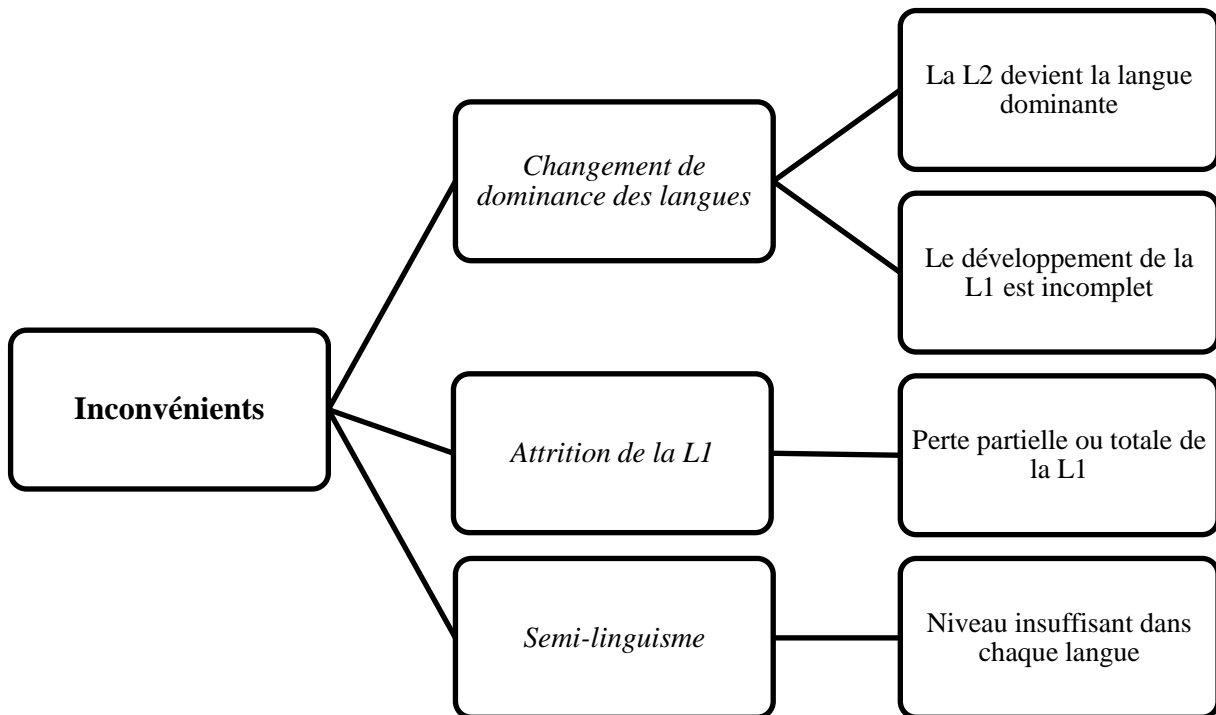 Inconvénients
Changement de
dominance des langues
La L2 devient la langue
dominante
Le développement de la
L1 est incomplet
Attrition de la L1
Perte partielle ou totale de
la L1
Semi-linguisme
Niveau insuffisant dans
chaque langue